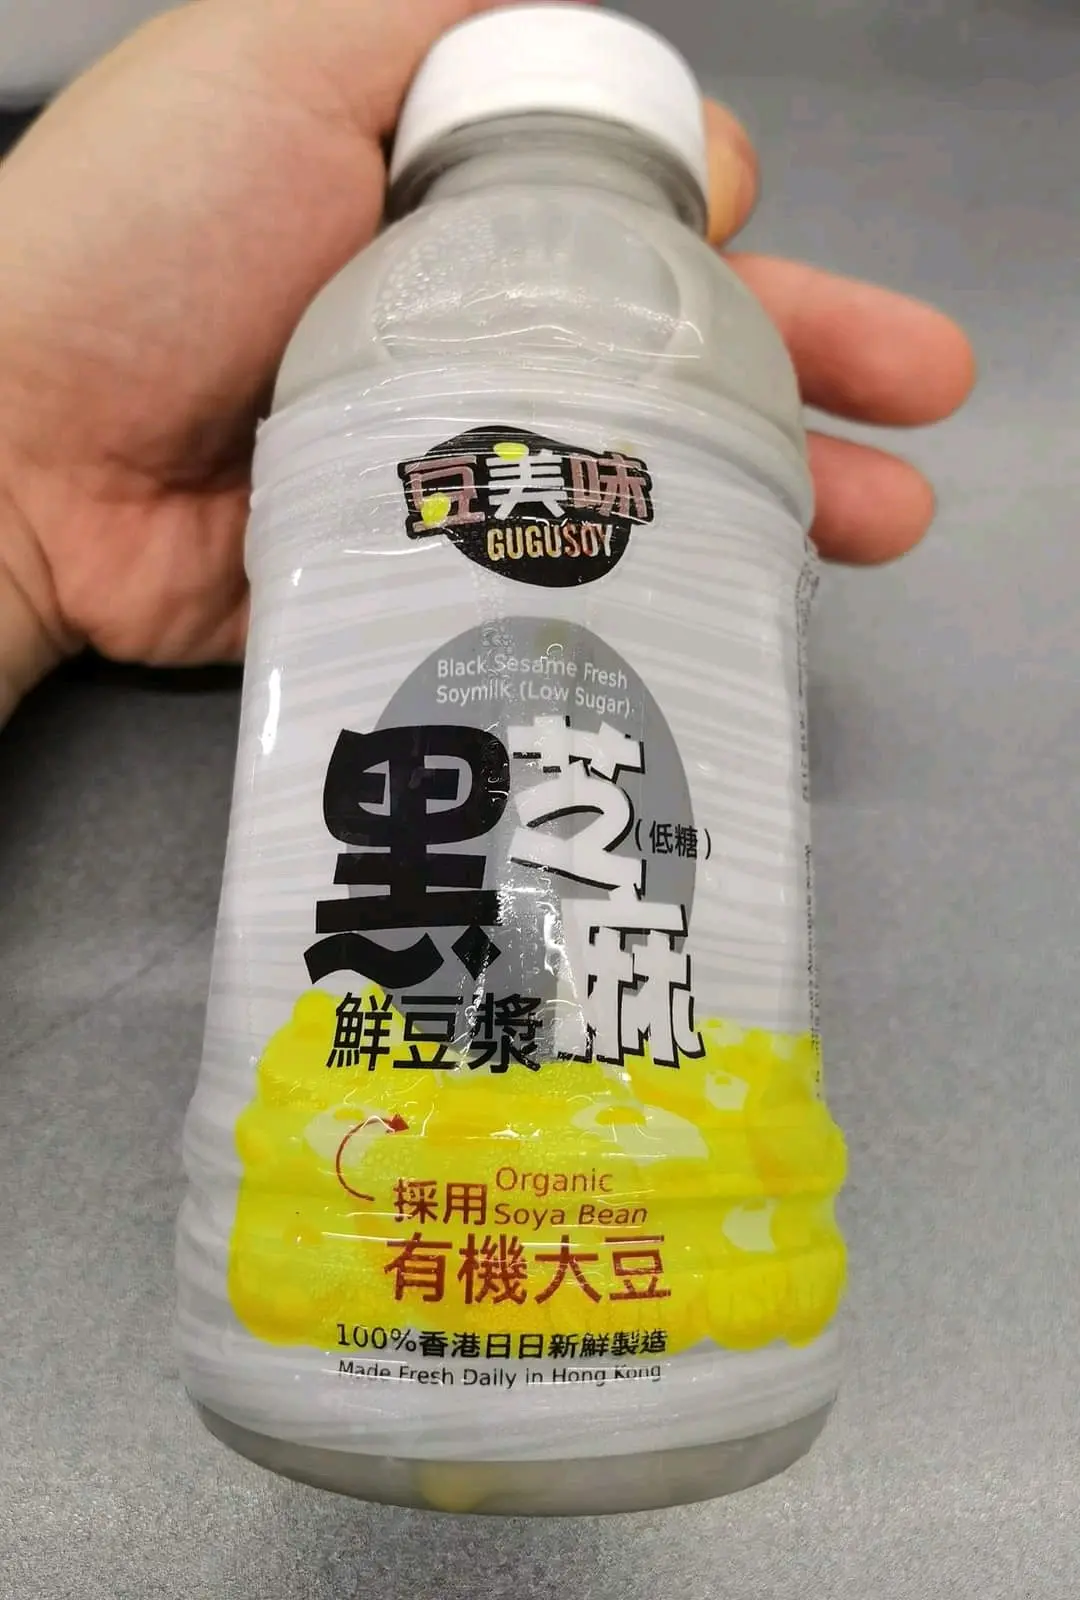 豆美味
GUGUSOY
Black Sesame Fresh
Soymilk (Low Sugar)
黑芝麻
(低糖)
鮮豆漿
採用
Organic
Soya Bean
有機大豆
100%香港日日新鮮製造
Made Fresh Daily in Hong Kong